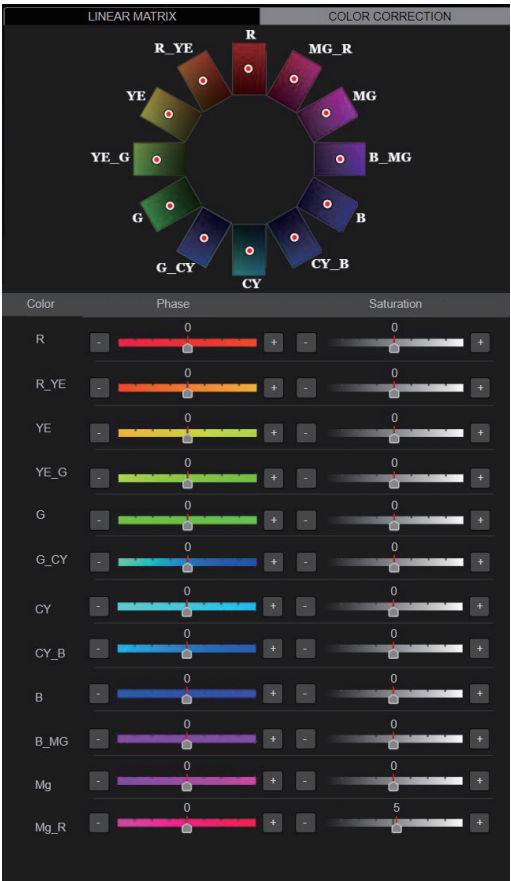 LINEAR MATRIX COLOR CORRECTION
R
R_YE MG_R
YE MG
YE_G B_MG
G B
G_CY CY_B
CY
Color Phase Saturation
0 0
R - + - +
0 0
R_YE - + - +
0 0
YE - + - +
0 0
YE_G - + - +
0 0
G - + - +
0 0
G_CY - + - +
0 0
CY - + - +
0 0
CY_B - + - +
0 0
B - + - +
0 0
B_MG - + - +
0 0
Mg - + - +
0 5
Mg_R - + - +